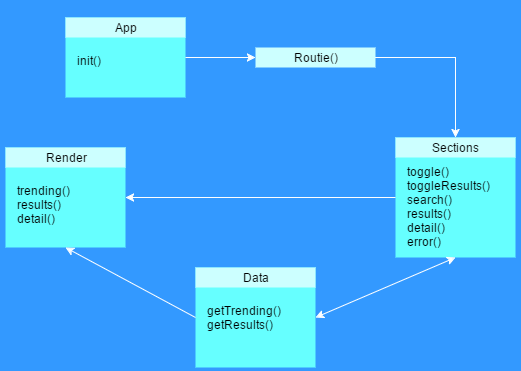 App
init()
Routie()
Sections
toggle()
toggleResults()
search()
results()
detail()
error()
Render
trending()
results()
detail()
Data
getTrending()
getResults()